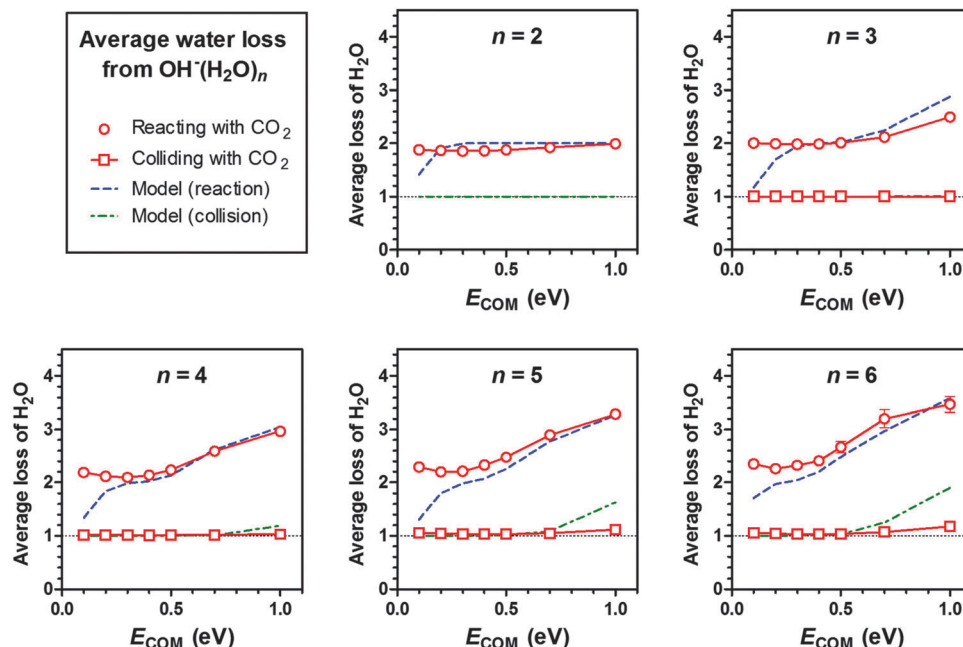 Average water loss
from OH⁻(H₂O)ₙ
Reacting with CO₂
Colliding with CO₂
Model (reaction)
Model (collision)
Average loss of H₂O
n = 2
4
3
2
1
0
0.0
0.5
1.0
E_COM (eV)
Average loss of H₂O
n = 3
4
3
2
1
0
0.0
0.5
1.0
E_COM (eV)
Average loss of H₂O
n = 4
4
3
2
1
0
0.0
0.5
1.0
E_COM (eV)
Average loss of H₂O
n = 5
4
3
2
1
0
0.0
0.5
1.0
E_COM (eV)
Average loss of H₂O
n = 6
4
3
2
1
0
0.0
0.5
1.0
E_COM (eV)